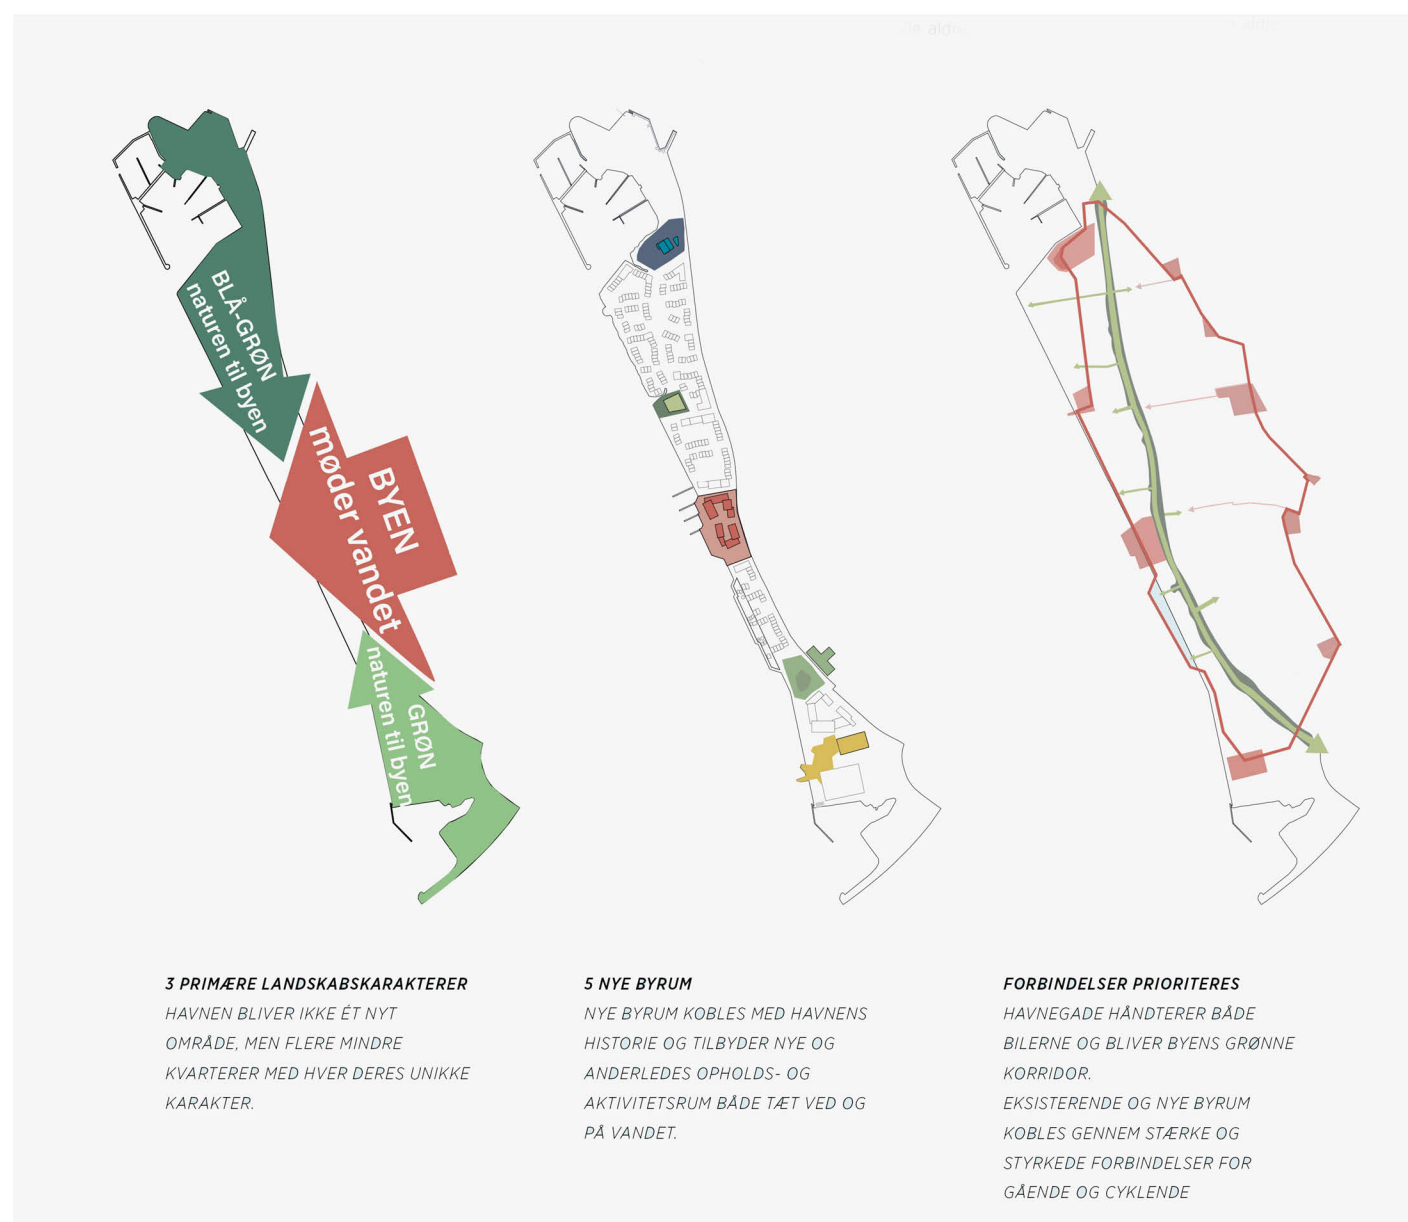 BLÅ-GRØN
naturen til byen
BYEN
møder vandet
GRØN
naturen til byen
3 PRIMÆRE LANDSKABSKARAKTERER
HAVNEN BLIVER IKKE ÉT NYT
OMRÅDE, MEN FLERE MINDRE
KVARTERER MED HVER DERES UNIKKE
KARAKTER.
5 NYE BYRUM
NYE BYRUM KOBLES MED HAVNENS
HISTORIE OG TILBYDER NYE OG
ANDERLEDES OPHOLDS- OG
AKTIVITETSRUM BÅDE TÆT VED OG
PÅ VANDET.
FORBINDELSER PRIORITERES
HAVNEGADE HÅNDTERER BÅDE
BILERNE OG BLIVER BYENS GRØNNE
KORRIDOR.
EKSISTERENDE OG NYE BYRUM
KOBLES GENNEM STÆRKE OG
STYRKEDE FORBINDELSER FOR
GÅENDE OG CYKLENDE